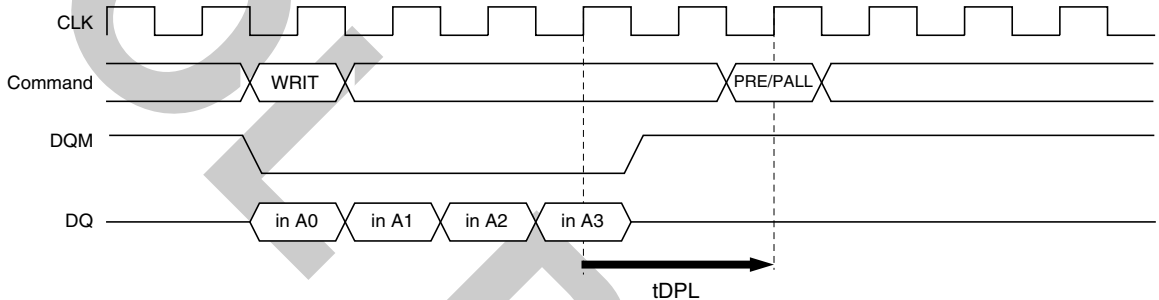 CLK
Command WRIT PRE/PALL
DQM
DQ in A0 in A1 in A2 in A3
tDPL